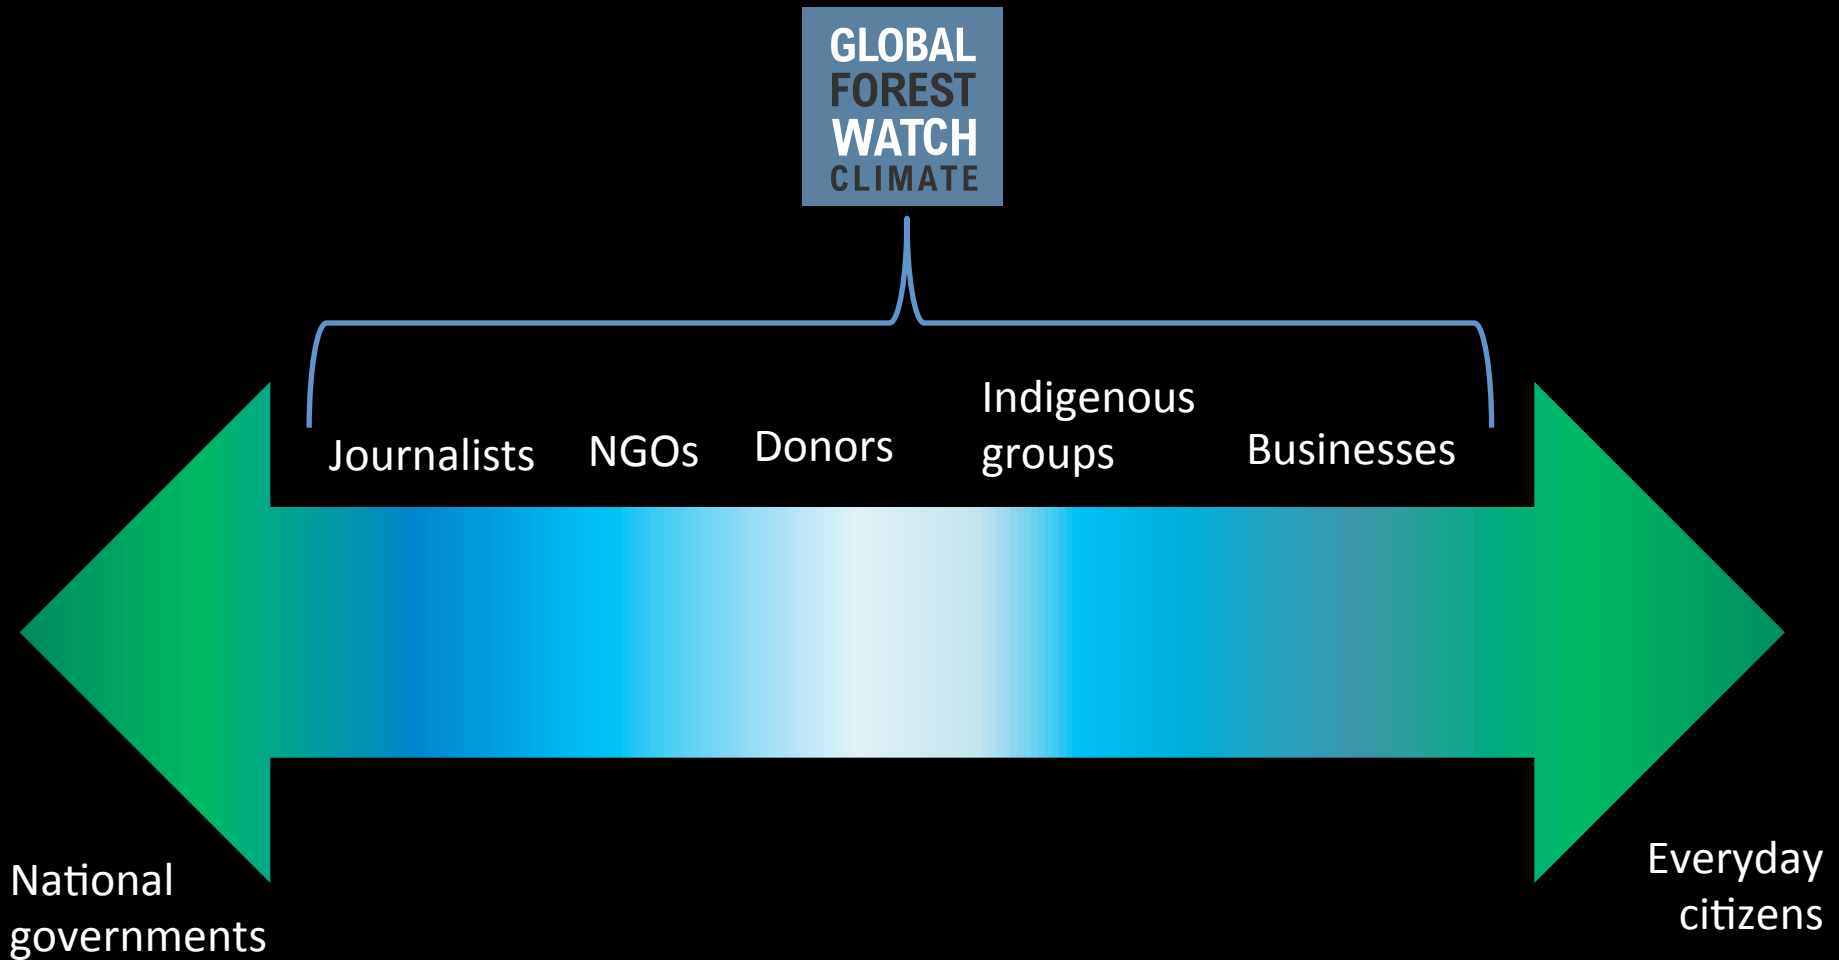 GLOBAL
FOREST
WATCH
CLIMATE
Journalists
NGOs
Donors
Indigenous
groups
Businesses
National
governments
Everyday
citizens